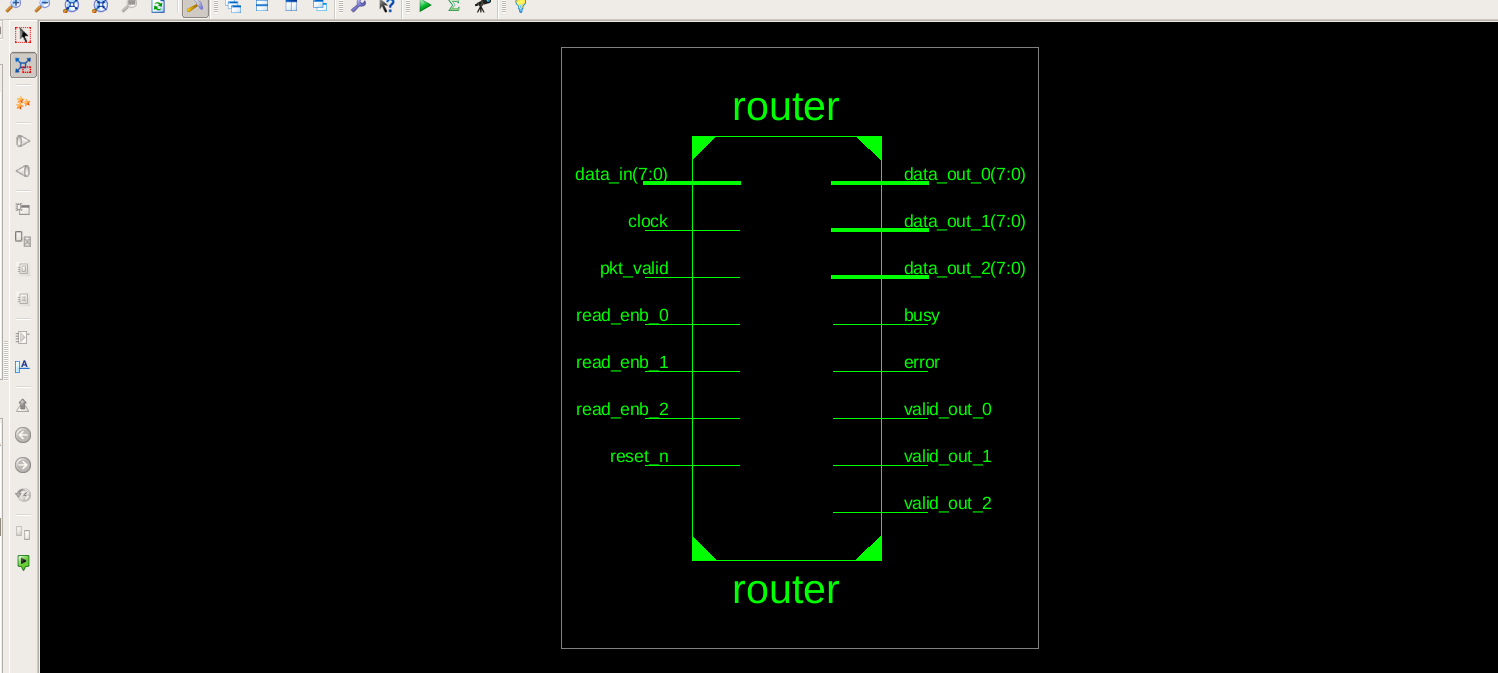 router
data_in(7:0)
data_out_0(7:0)
clock
data_out_1(7:0)
pkt_valid
data_out_2(7:0)
read_enb_0
busy
read_enb_1
error
read_enb_2
valid_out_0
reset_n
valid_out_1
valid_out_2
router